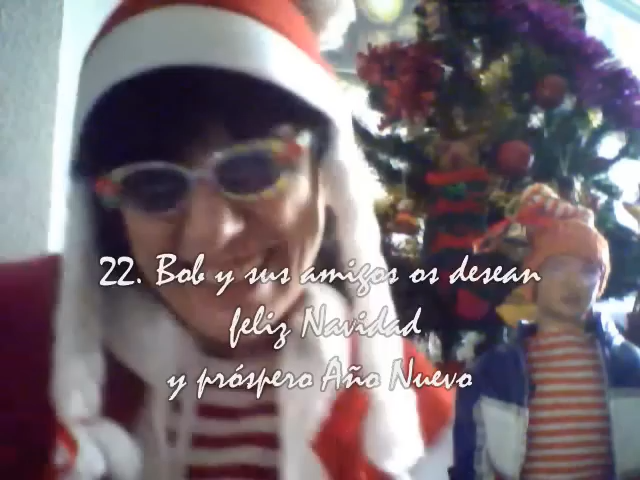 22. Bob y sus amigos os desean
feliz Navidad
y próspero Año Nuevo